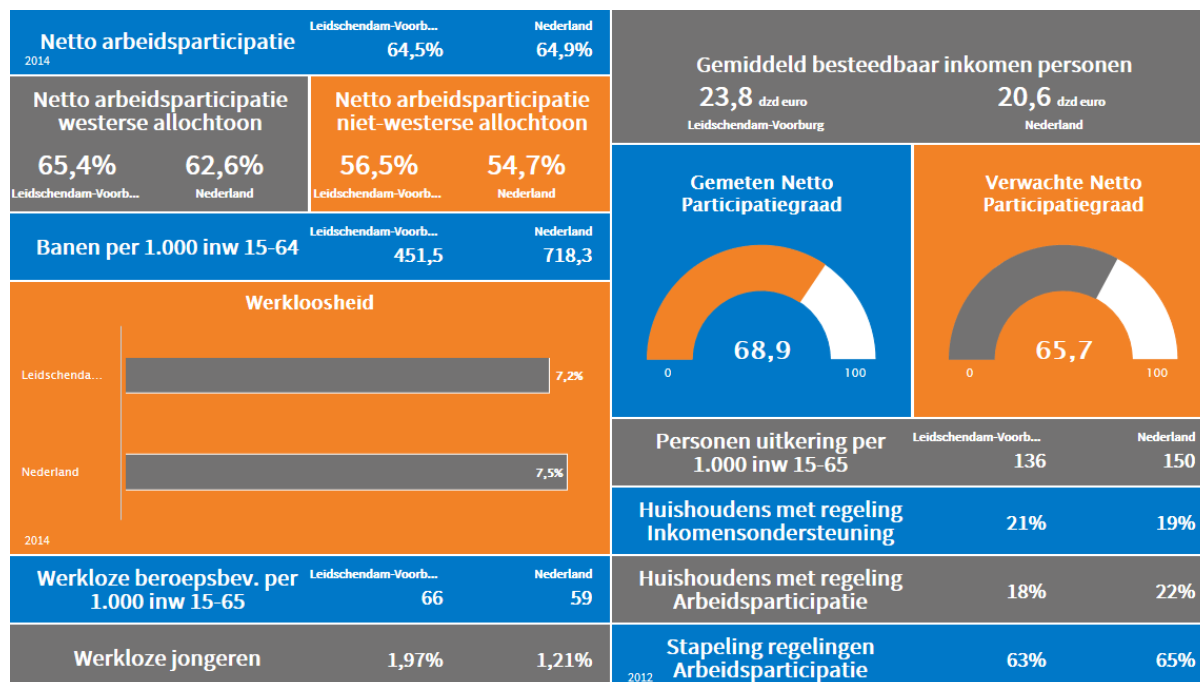 Netto arbeidsparticipatie
2014
Leidschendam-Voorb...
64,5%
Nederland
64,9%
Netto arbeidsparticipatie
westerse allochtoon
65,4%
62,6%
Leidschendam-Voorb...
Nederland
Netto arbeidsparticipatie
niet-westerse allochtoon
56,5%
54,7%
Leidschendam-Voorb...
Nederland
Banen per 1.000 inw 15-64
Leidschendam-Voorb...
451,5
Nederland
718,3
Werkloosheid
Leidschenda...
7,2%
Nederland
7,5%
2014
Werkloze beroepsbev. per
1.000 inw 15-65
Leidschendam-Voorb...
66
Nederland
59
Werkloze jongeren
1,97%
1,21%
Gemiddeld besteedbaar inkomen personen
23,8 dzd euro
20,6 dzd euro
Leidschendam-Voorburg
Nederland
Gemeten Netto
Participatiegraad
68,9
0
100
Verwachte Netto
Participatiegraad
65,7
0
100
Personen uitkering per
1.000 inw 15-65
Leidschendam-Voorb...
136
Nederland
150
Huishoudens met regeling
Inkomensondersteuning
21%
19%
Huishoudens met regeling
Arbeidsparticipatie
18%
22%
Stapeling regelingen
Arbeidsparticipatie
2012
63%
65%